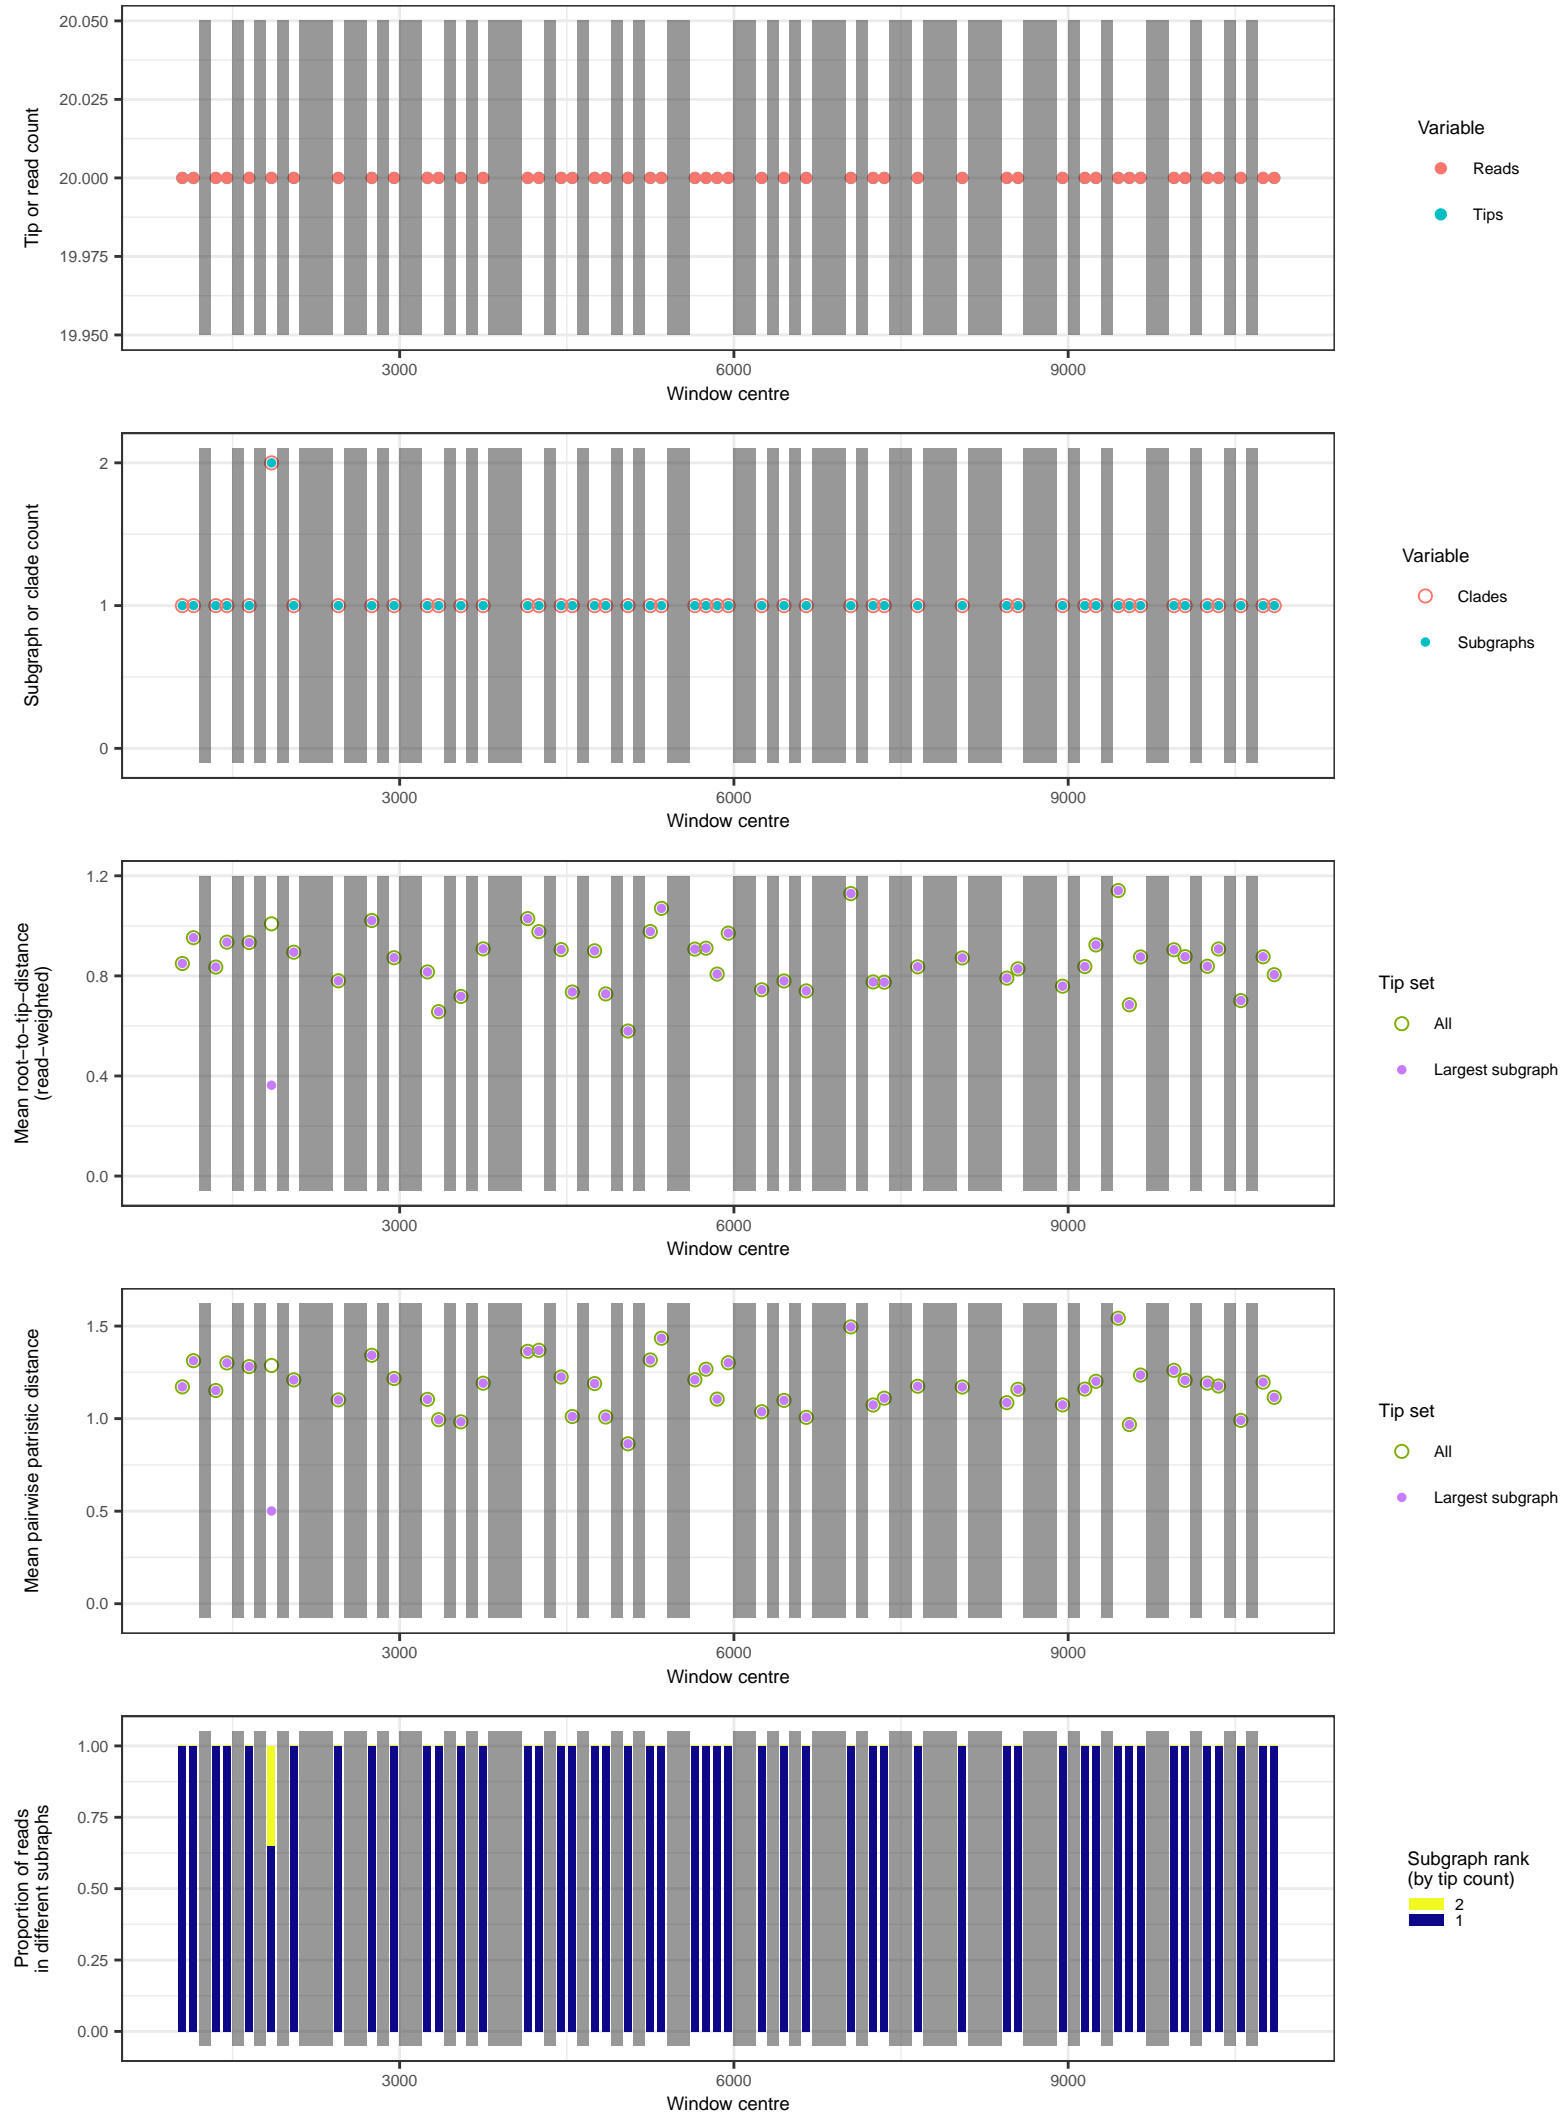 20.050
20.025
20.000
19.975
19.950
Tip or read count
3000
6000
9000
Window centre
Variable
Reads
Tips
2
1
0
Subgraph or clade count
3000
6000
9000
Window centre
Variable
Clades
Subgraphs
1.2
0.8
0.4
0.0
Mean root−to−tip−distance
(read−weighted)
3000
6000
9000
Window centre
Tip set
All
Largest subgraph
1.5
1.0
0.5
0.0
Mean pairwise patristic distance
3000
6000
9000
Window centre
Tip set
All
Largest subgraph
1.00
0.75
0.50
0.25
0.00
Proportion of reads
in different subraphs
3000
6000
9000
Window centre
Subgraph rank
(by tip count)
2
1